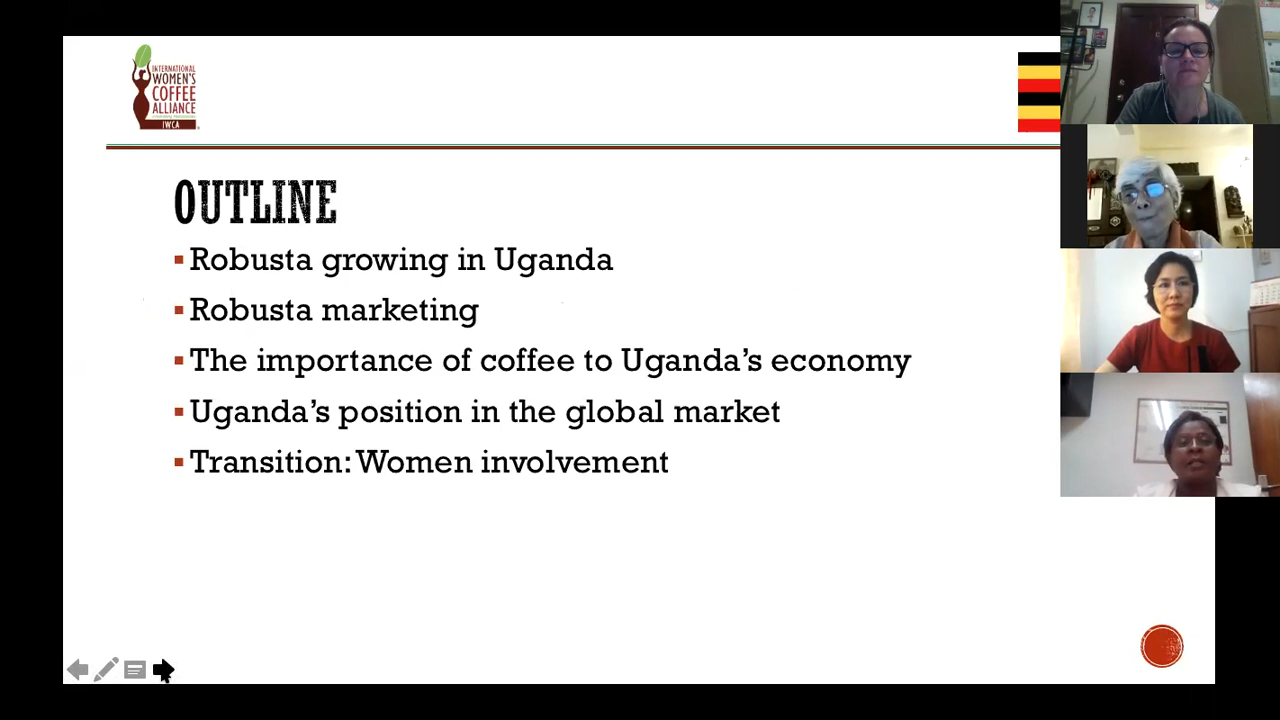 INTERNATIONAL
WOMEN'S
COFFEE
ALLIANCE
IWCA
OUTLINE
Robusta growing in Uganda
Robusta marketing
The importance of coffee to Uganda's economy
Uganda's position in the global market
Transition: Women involvement